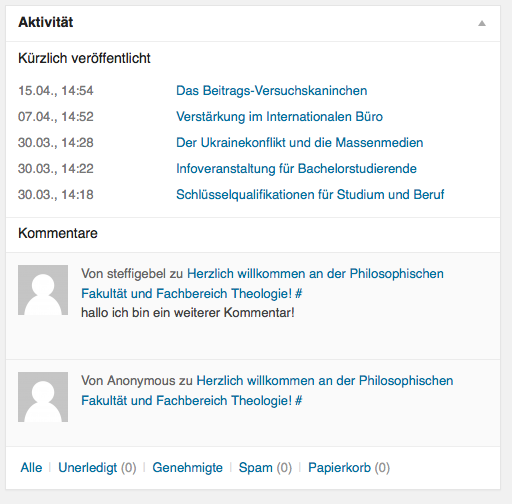 Aktivität
Kürzlich veröffentlicht
15.04., 14:54 Das Beitrags-Versuchskaninchen
07.04., 14:52 Verstärkung im Internationalen Büro
30.03., 14:28 Der Ukrainekonflikt und die Massenmedien
30.03., 14:22 Infoveranstaltung für Bachelorstudierende
30.03., 14:18 Schlüsselqualifikationen für Studium und Beruf
Kommentare
Von steffigebel zu Herzlich willkommen an der Philosophischen
Fakultät und Fachbereich Theologie! #
hallo ich bin ein weiterer Kommentar!
Von Anonymous zu Herzlich willkommen an der Philosophischen
Fakultät und Fachbereich Theologie! #
Alle | Unerledigt (0) | Genehmigte | Spam (0) | Papierkorb (0)